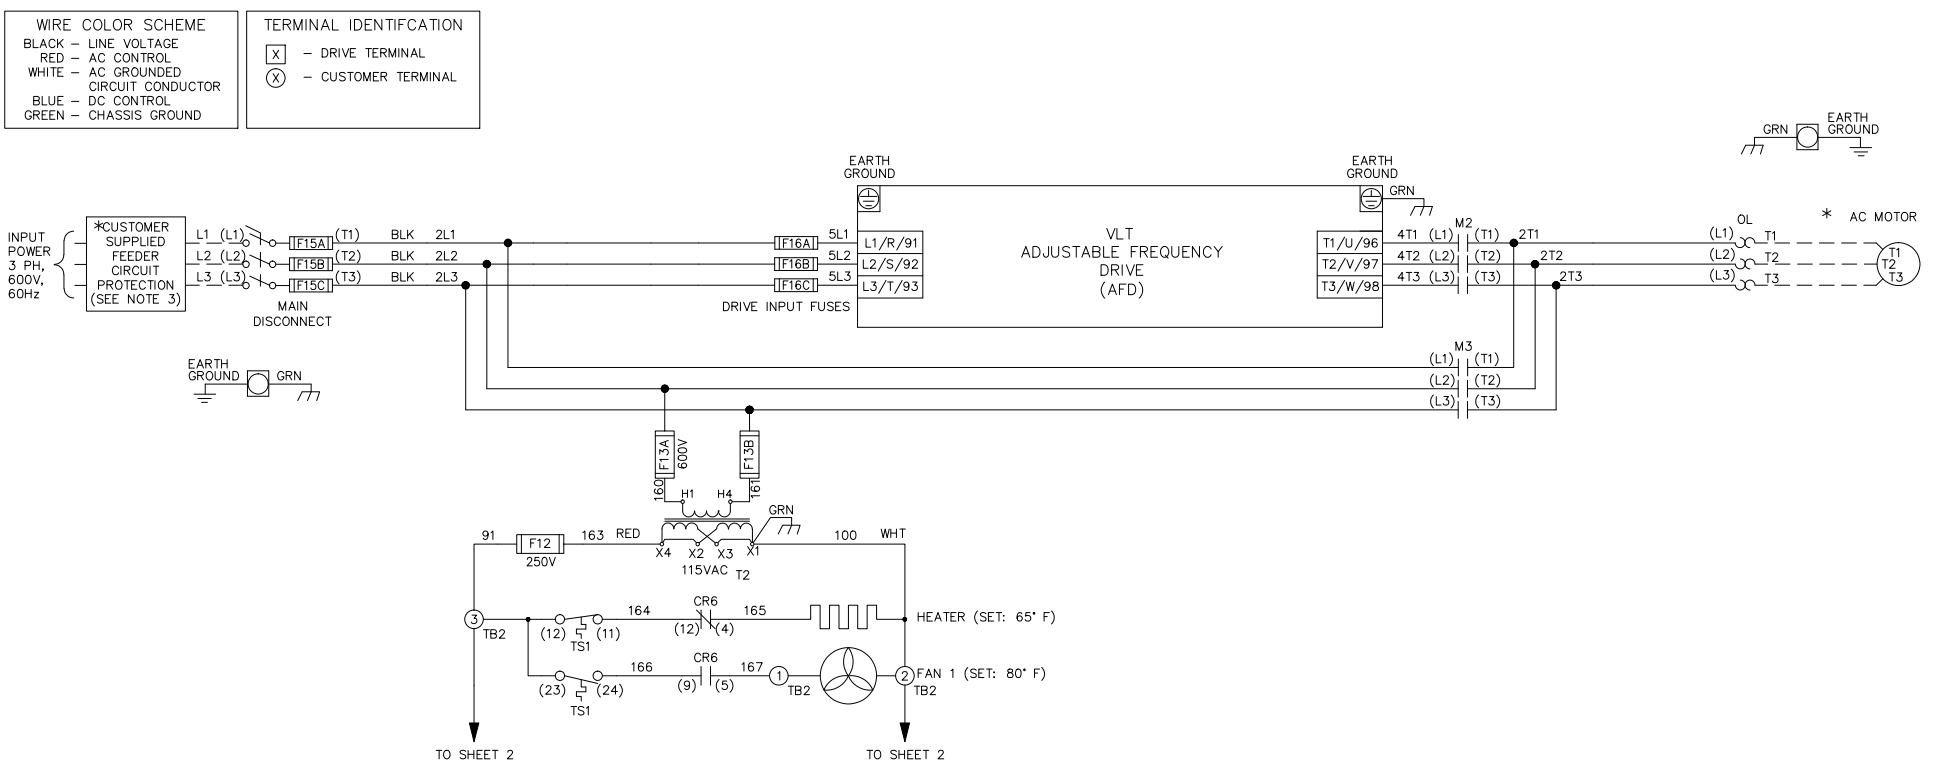 WIRE COLOR SCHEME
BLACK – LINE VOLTAGE
RED – AC CONTROL
WHITE – AC GROUNDED
CIRCUIT CONDUCTOR
BLUE – DC CONTROL
GREEN – CHASSIS GROUND
TERMINAL IDENTIFCATION
X – DRIVE TERMINAL
X – CUSTOMER TERMINAL
GRN
EARTH
GROUND
INPUT
POWER
3 PH,
600V,
60Hz
*CUSTOMER
SUPPLIED
FEEDER
CIRCUIT
PROTECTION
(SEE NOTE 3)
L1 (L1) F15A (T1) BLK 2L1 F16A 5L1
L2 (L2) F15B (T2) BLK 2L2 F16B 5L2
L3 (L3) F15C (T3) BLK 2L3 F16C 5L3
MAIN
DISCONNECT
DRIVE INPUT FUSES
EARTH
GROUND
L1/R/91
L2/S/92
L3/T/93
VLT
ADJUSTABLE FREQUENCY
DRIVE
(AFD)
EARTH
GROUND
GRN
T1/U/96
T2/V/97
T3/W/98
M2
4T1 (L1) (T1) 2T1
4T2 (L2) (T2) 2T2
4T3 (L3) (T3) 2T3
OL
(L1) T1
(L2) T2
(L3) T3
* AC MOTOR
T1
T2
T3
M3
(L1) (T1)
(L2) (T2)
(L3) (T3)
EARTH
GROUND
GRN
F13A
600V
F13B
160
161
H1 H4
GRN
91 F12 163 RED
250V
X4 X2 X3 X1
100 WHT
115VAC T2
3
TB2
(12) (11)
TS1
164
CR6
(12) (4)
165
HEATER (SET: 65° F)
(23) (24)
TS1
166
CR6
(9) (5)
167
1
TB2
2
TB2
FAN 1 (SET: 80° F)
TO SHEET 2
TO SHEET 2